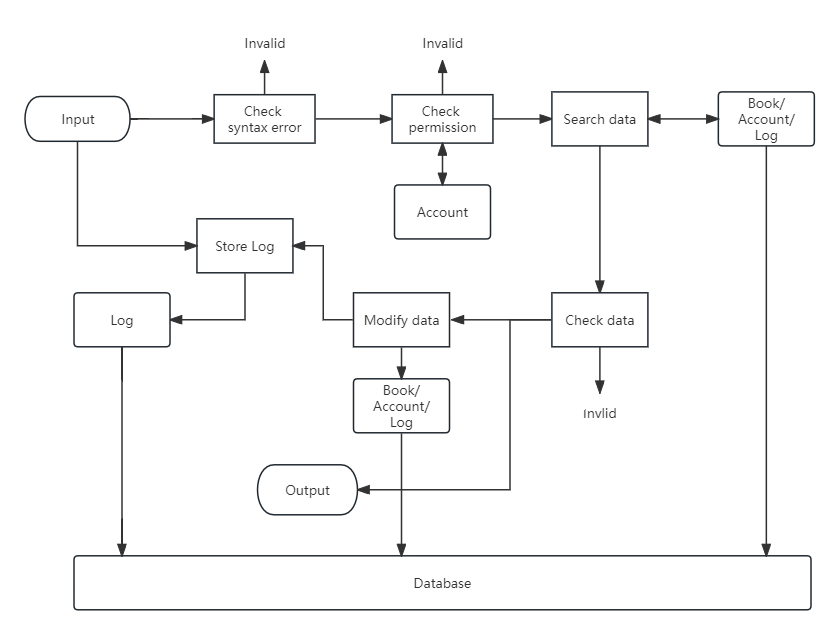 Invalid
Invalid
Input
Check
syntax error
Check
permission
Search data
Book/
Account/
Log
Account
Store Log
Log
Modify data
Check data
Book/
Account/
Log
Invlid
Output
Database